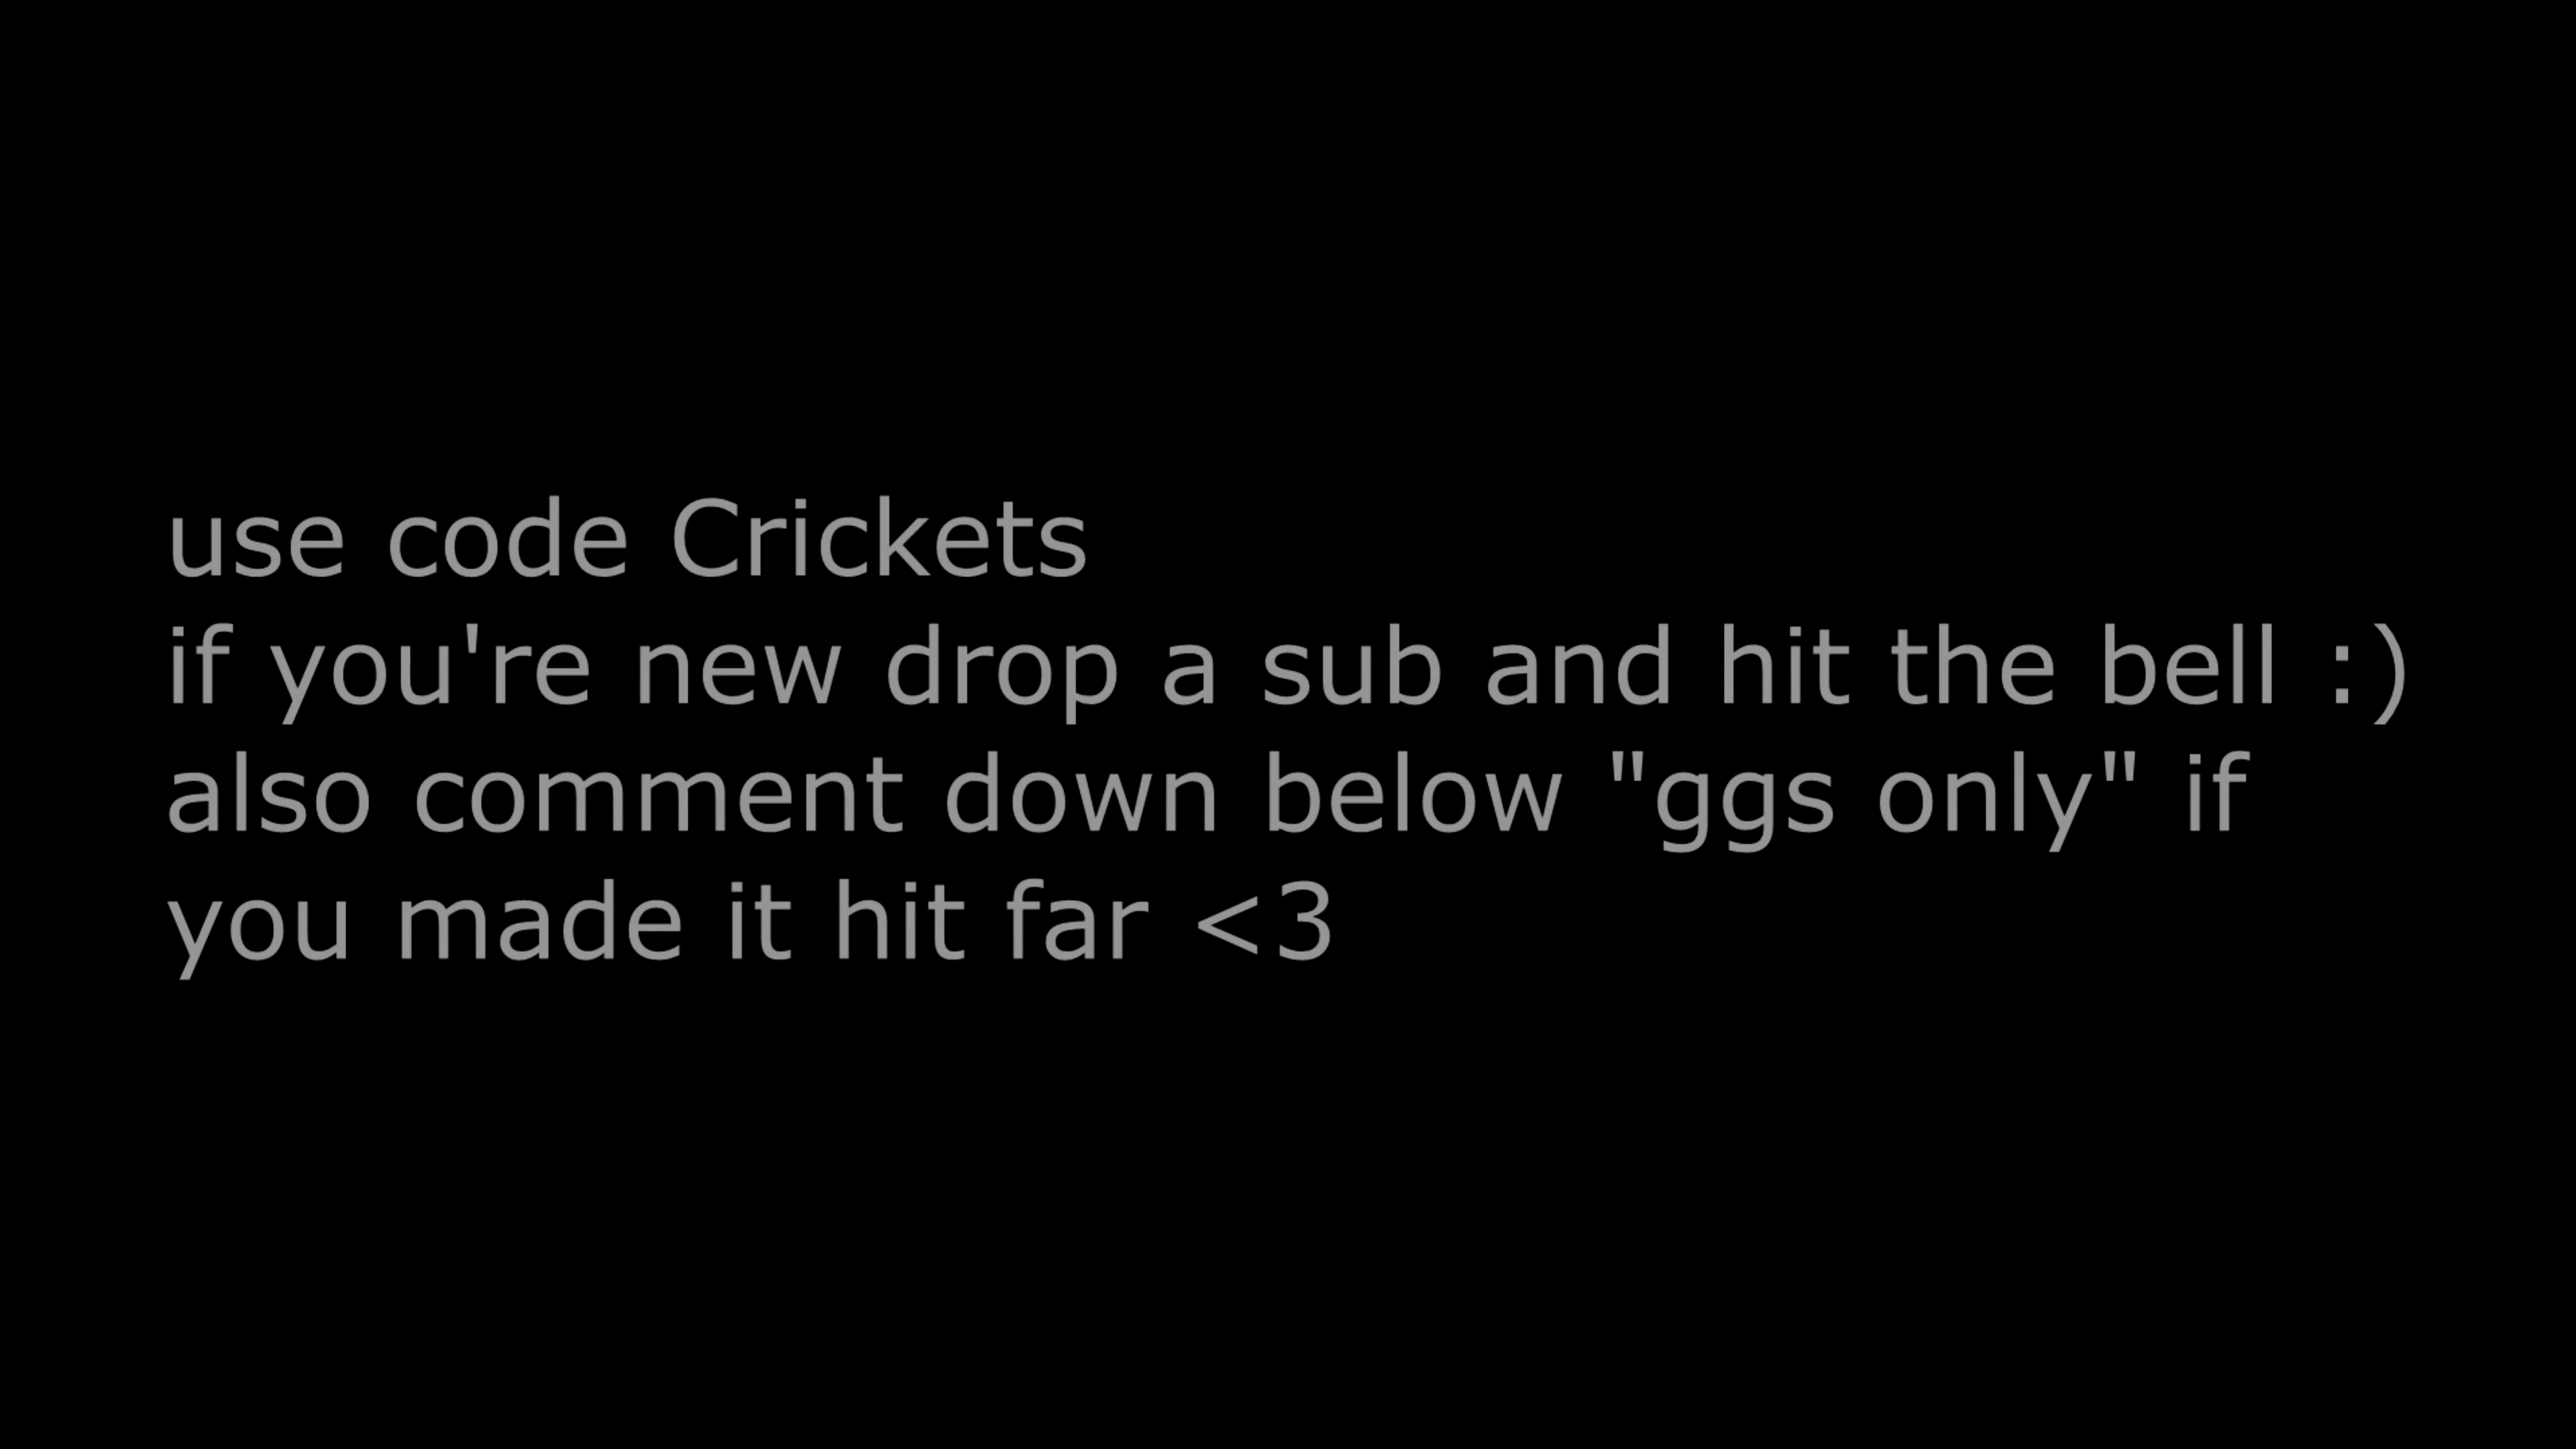 use code Crickets
if you're new drop a sub and hit the bell :)
also comment down below "ggs only" if
you made it hit far <3